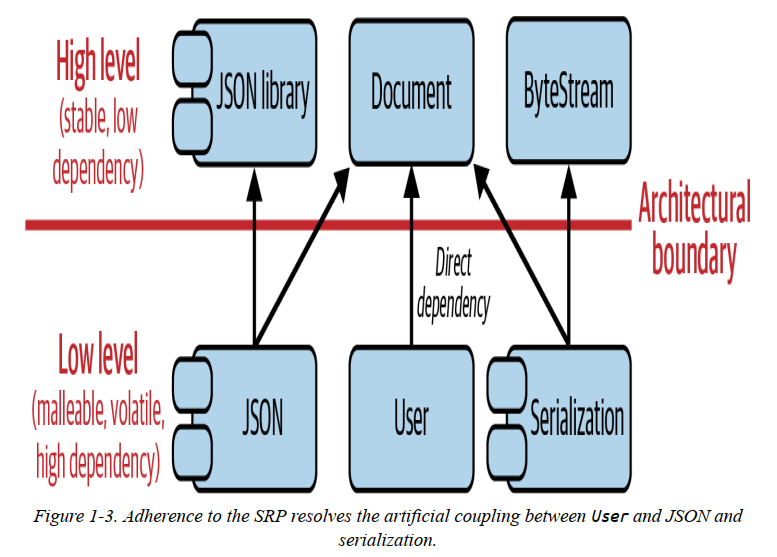 High level
(stable, low
dependency)
JSON library
Document
ByteStream
Architectural
boundary
Direct
dependency
Low level
(malleable, volatile,
high dependency)
JSON
User
Serialization
Figure 1-3. Adherence to the SRP resolves the artificial coupling between User and JSON and
serialization.